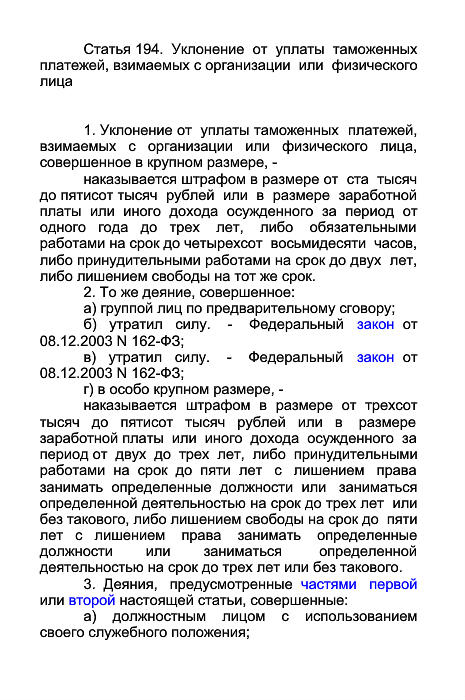 Статья 194. Уклонение от уплаты таможенных
платежей, взимаемых с организации или физического
лица
1. Уклонение от уплаты таможенных платежей,
взимаемых с организации или физического лица,
совершенное в крупном размере, -
наказывается штрафом в размере от ста тысяч
до пятисот тысяч рублей или в размере заработной
платы или иного дохода осужденного за период от
одного года до трех лет, либо обязательными
работами на срок до четырехсот восьмидесяти часов,
либо принудительными работами на срок до двух лет,
либо лишением свободы на тот же срок.
2. То же деяние, совершенное:
а) группой лиц по предварительному сговору;
б) утратил силу. - Федеральный закон от
08.12.2003 N 162-ФЗ;
в) утратил силу. - Федеральный закон от
08.12.2003 N 162-ФЗ;
г) в особо крупном размере, -
наказывается штрафом в размере от трехсот
тысяч до пятисот тысяч рублей или в размере
заработной платы или иного дохода осужденного за
период от двух до трех лет, либо принудительными
работами на срок до пяти лет с лишением права
занимать определенные должности или заниматься
определенной деятельностью на срок до трех лет или
без такового, либо лишением свободы на срок до пяти
лет с лишением права занимать определенные
должности или заниматься определенной
деятельностью на срок до трех лет или без такового.
3. Деяния, предусмотренные частями первой
или второй настоящей статьи, совершенные:
а) должностным лицом с использованием
своего служебного положения;